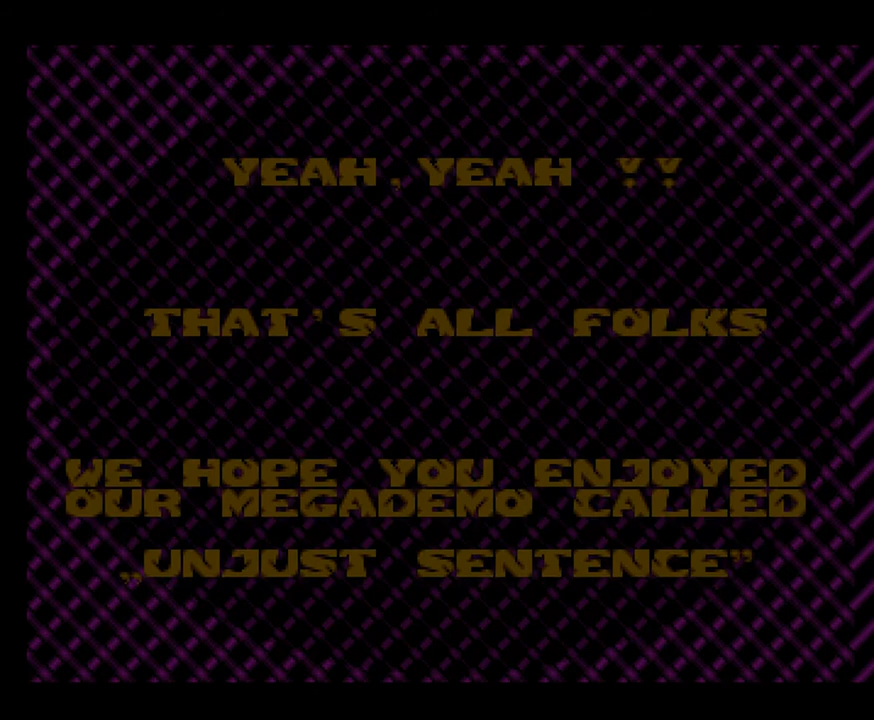 YEAH,YEAH !!
THAT'S ALL FOLKS
WE HOPE YOU ENJOYED
OUR MEGADEMO CALLED
„UNJUST SENTENCE”